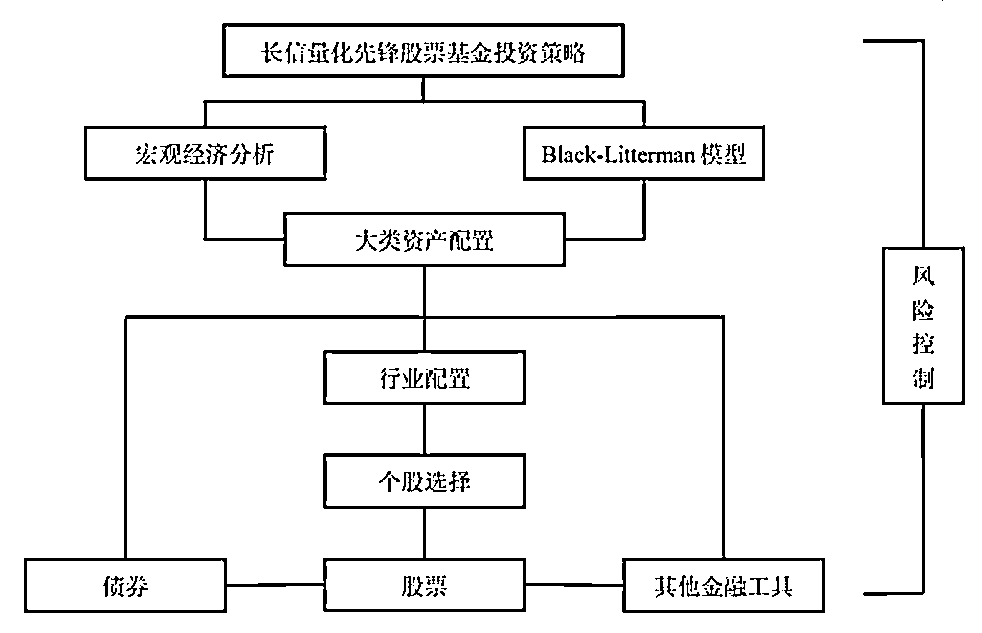 长信量化先锋股票基金投资策略
宏观经济分析
Black-Litterman 模型
大类资产配置
行业配置
个股选择
债券
股票
其他金融工具
风
险
控
制